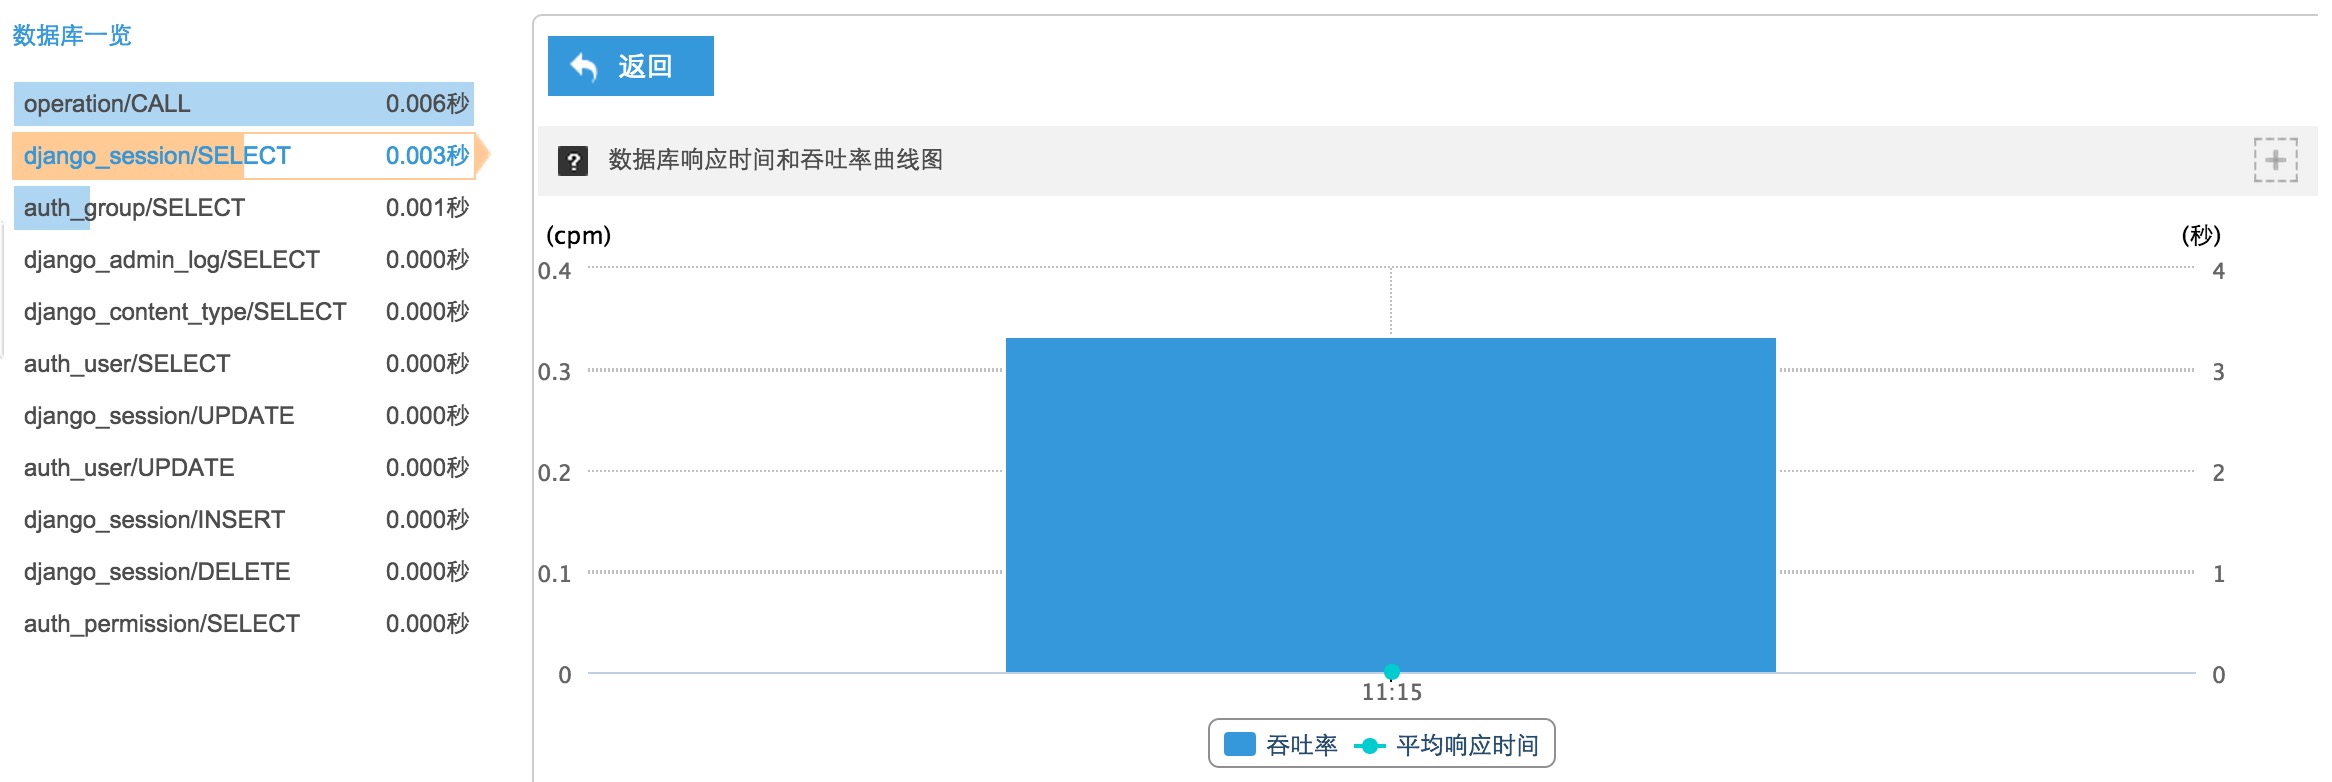 数据库一览
operation/CALL 0.006秒
django_session/SELECT 0.003秒
auth_group/SELECT 0.001秒
django_admin_log/SELECT 0.000秒
django_content_type/SELECT 0.000秒
auth_user/SELECT 0.000秒
django_session/UPDATE 0.000秒
auth_user/UPDATE 0.000秒
django_session/INSERT 0.000秒
django_session/DELETE 0.000秒
auth_permission/SELECT 0.000秒
返回
? 数据库响应时间和吞吐率曲线图 +
(cpm) (秒)
0.4 4
0.3 3
0.2 2
0.1 1
0 0
11:15
吞吐率 平均响应时间